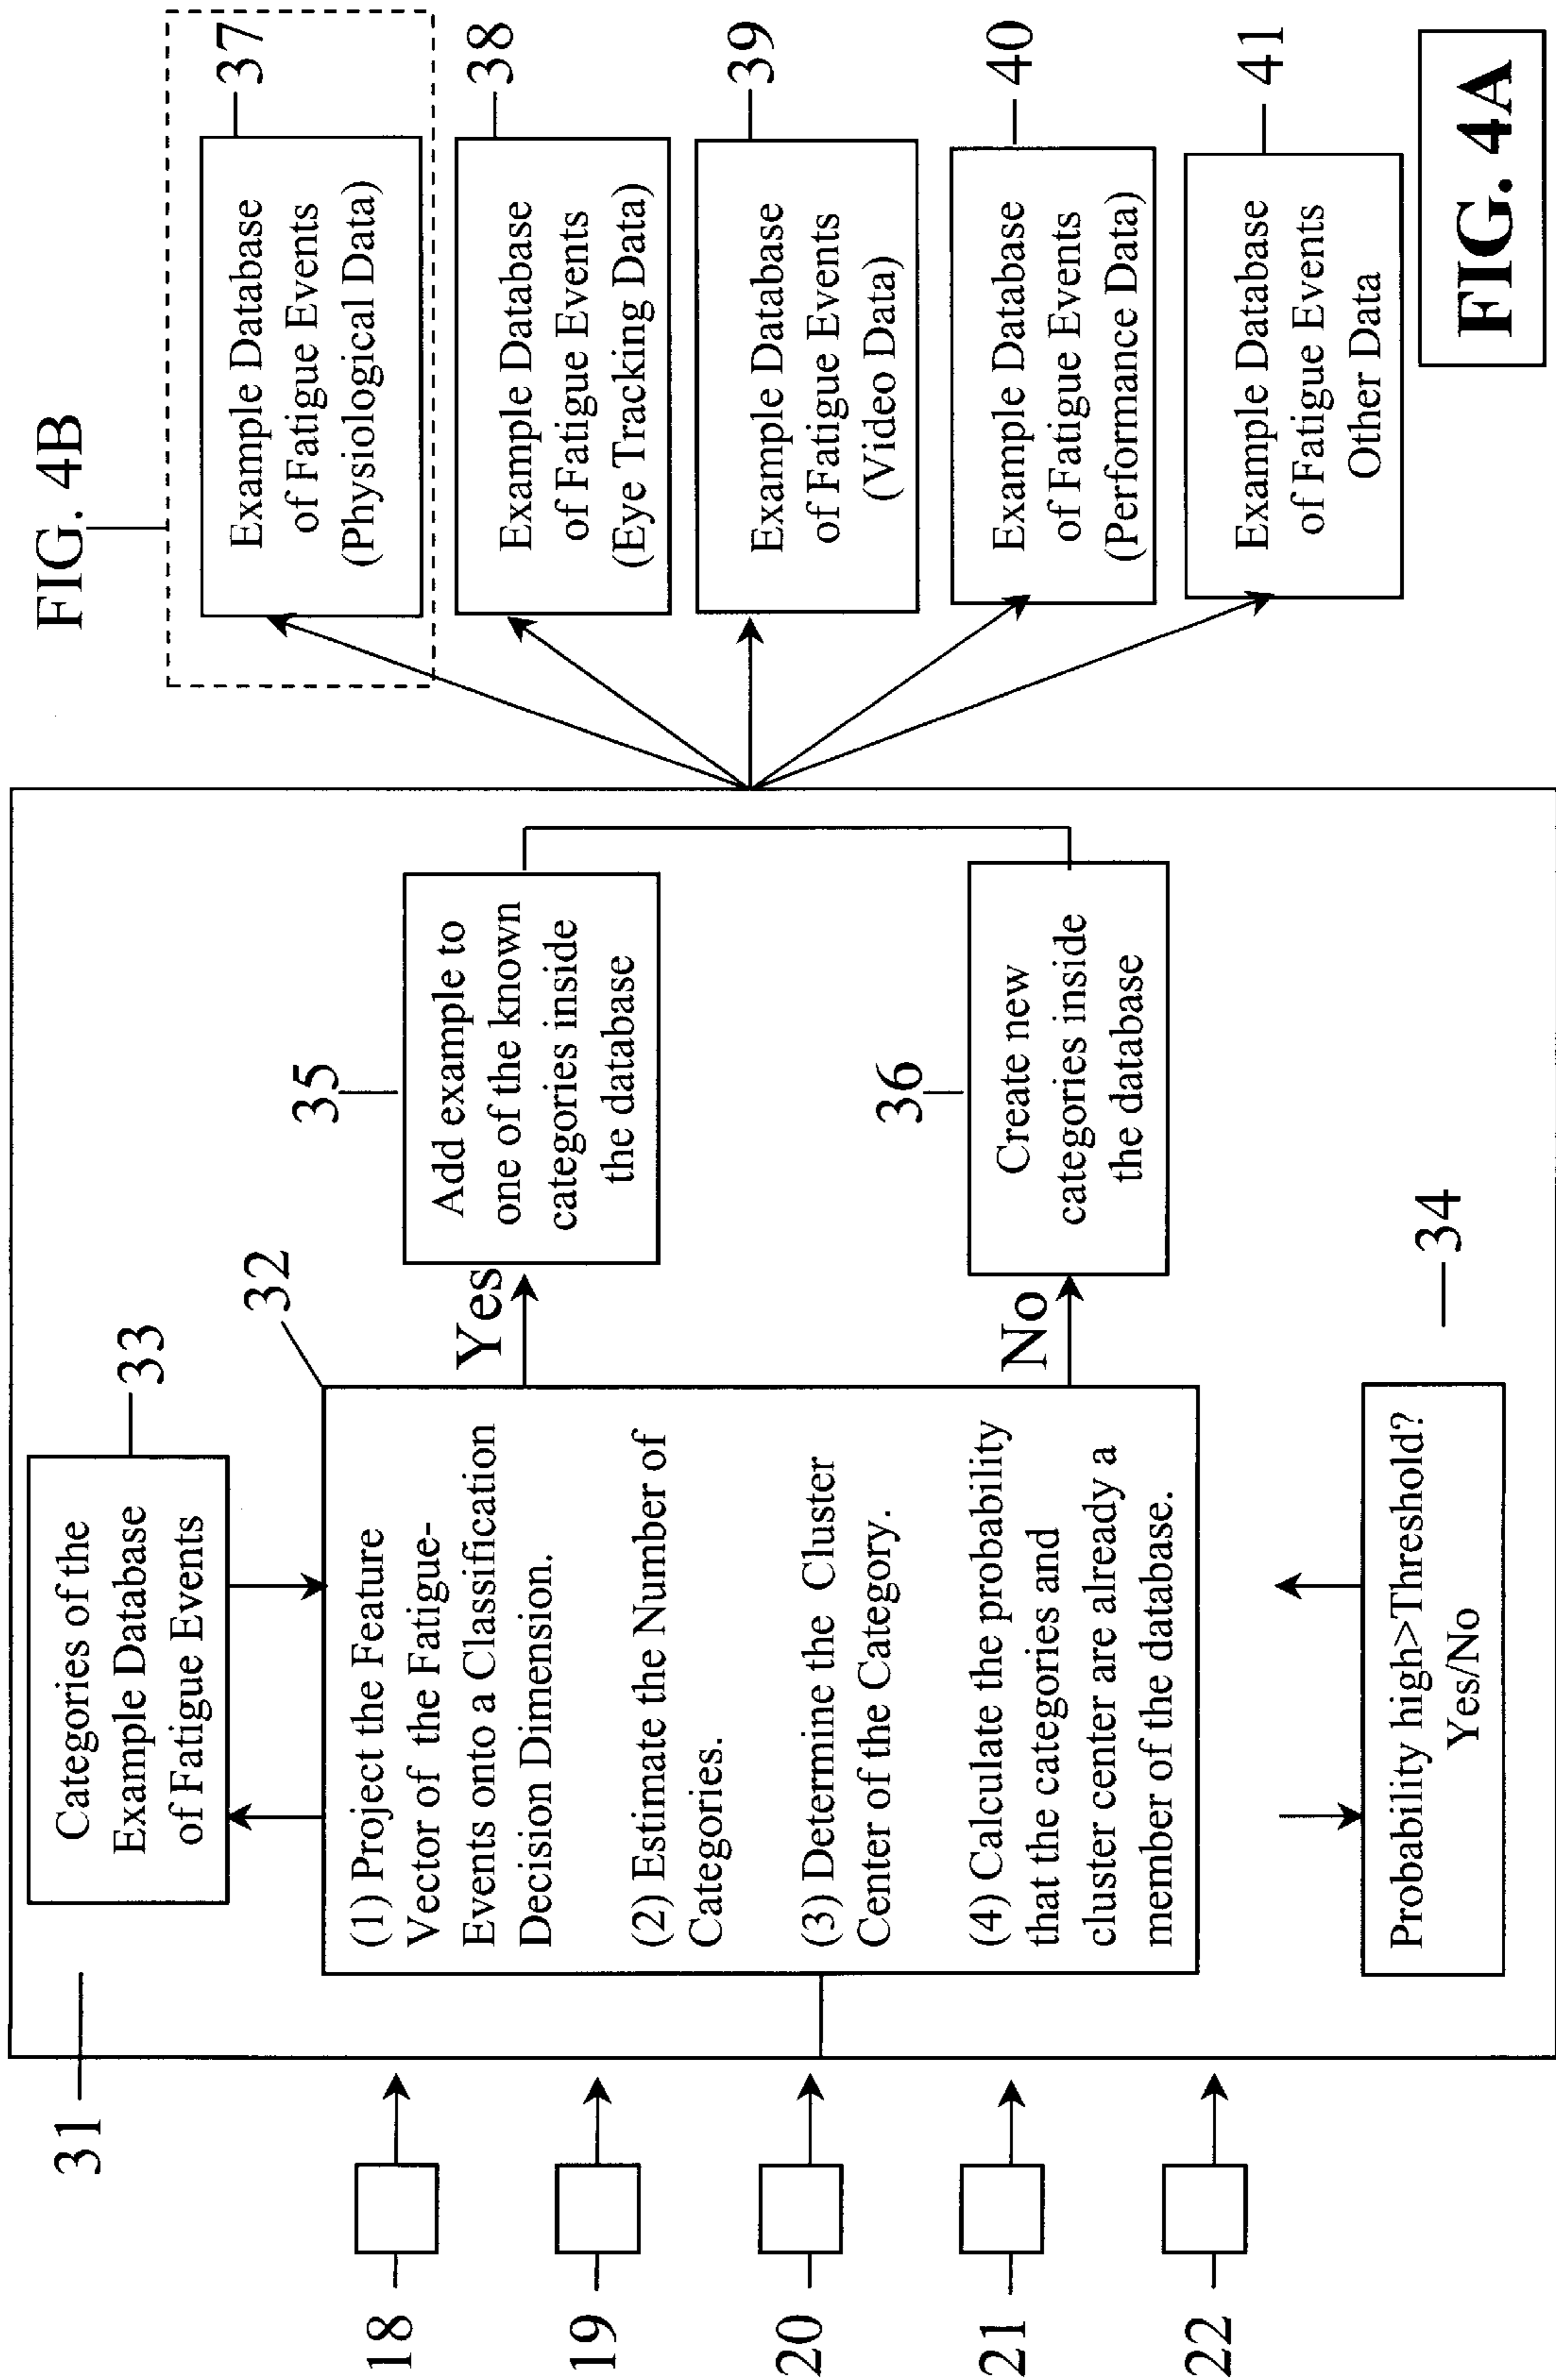 FIG. 4B
31
33
Categories of the
Example Database
of Fatigue Events
32
(1) Project the Feature
Vector of the Fatigue-
Events onto a Classification
Decision Dimension.
(2) Estimate the Number of
Categories.
(3) Determine the Cluster
Center of the Category.
(4) Calculate the probability
that the categories and
cluster center are already a
member of the database.
Yes
No
35
Add example to
one of the known
categories inside
the database
36
Create new
categories inside
the database
34
Probability high>Threshold?
Yes/No
18
19
20
21
22
Example Database
of Fatigue Events
(Physiological Data)
37
Example Database
of Fatigue Events
(Eye Tracking Data)
38
Example Database
of Fatigue Events
(Video Data)
39
Example Database
of Fatigue Events
(Performance Data)
40
Example Database
of Fatigue Events
Other Data
41
FIG. 4A